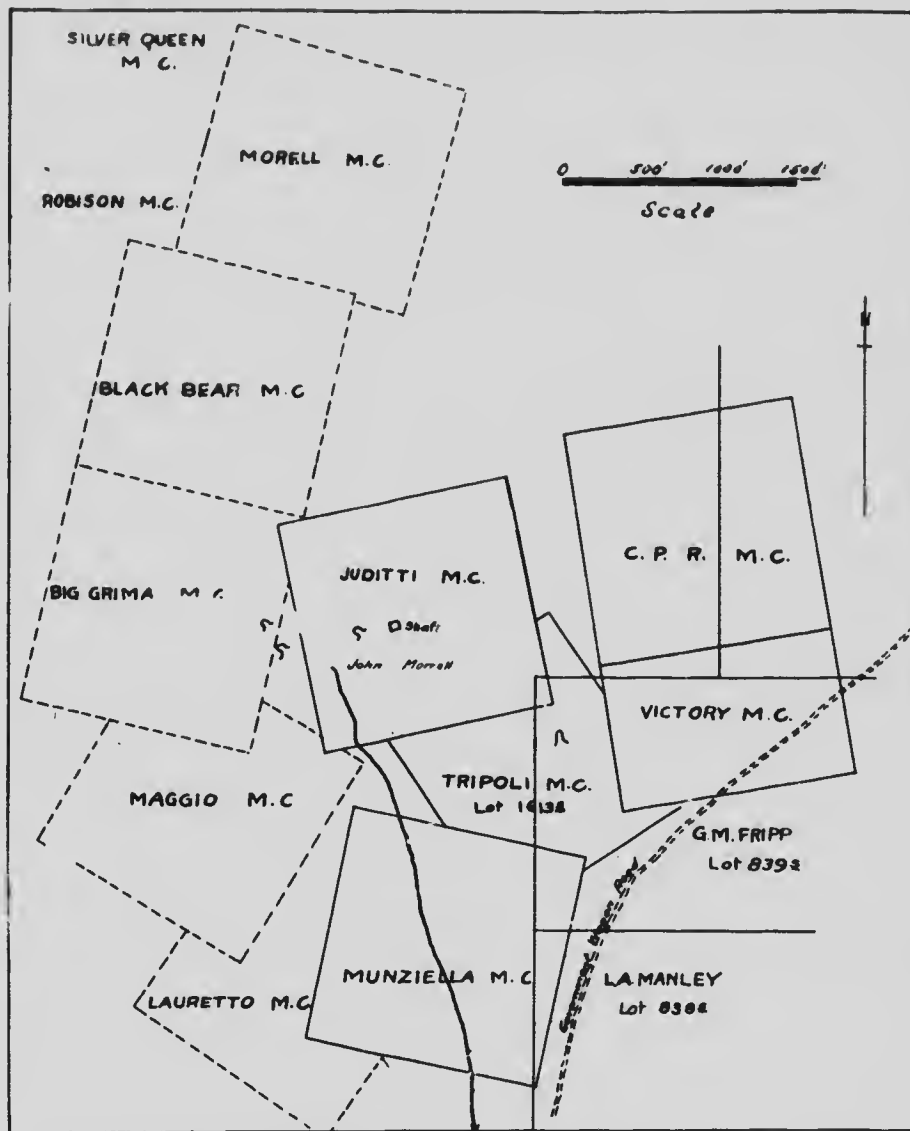 SILVER QUEEN
M C.
MORELL M.C.
0 500' 1000' 1500'
Scale
ROBISON M.C.
N
BLACK BEAR M.C
C. P. R. M.C.
JUDITTI M.C.
BIG GRIMA M C.
Shaft
John Morrell
VICTORY M.C.
TRIPOLI M.C.
Lot
MAGGIO M.C
G.M. FRIPP
Lot 839s
MUNZIELLA M.C
L.A. MANLEY
LAURETTO M.C
Lot 838s